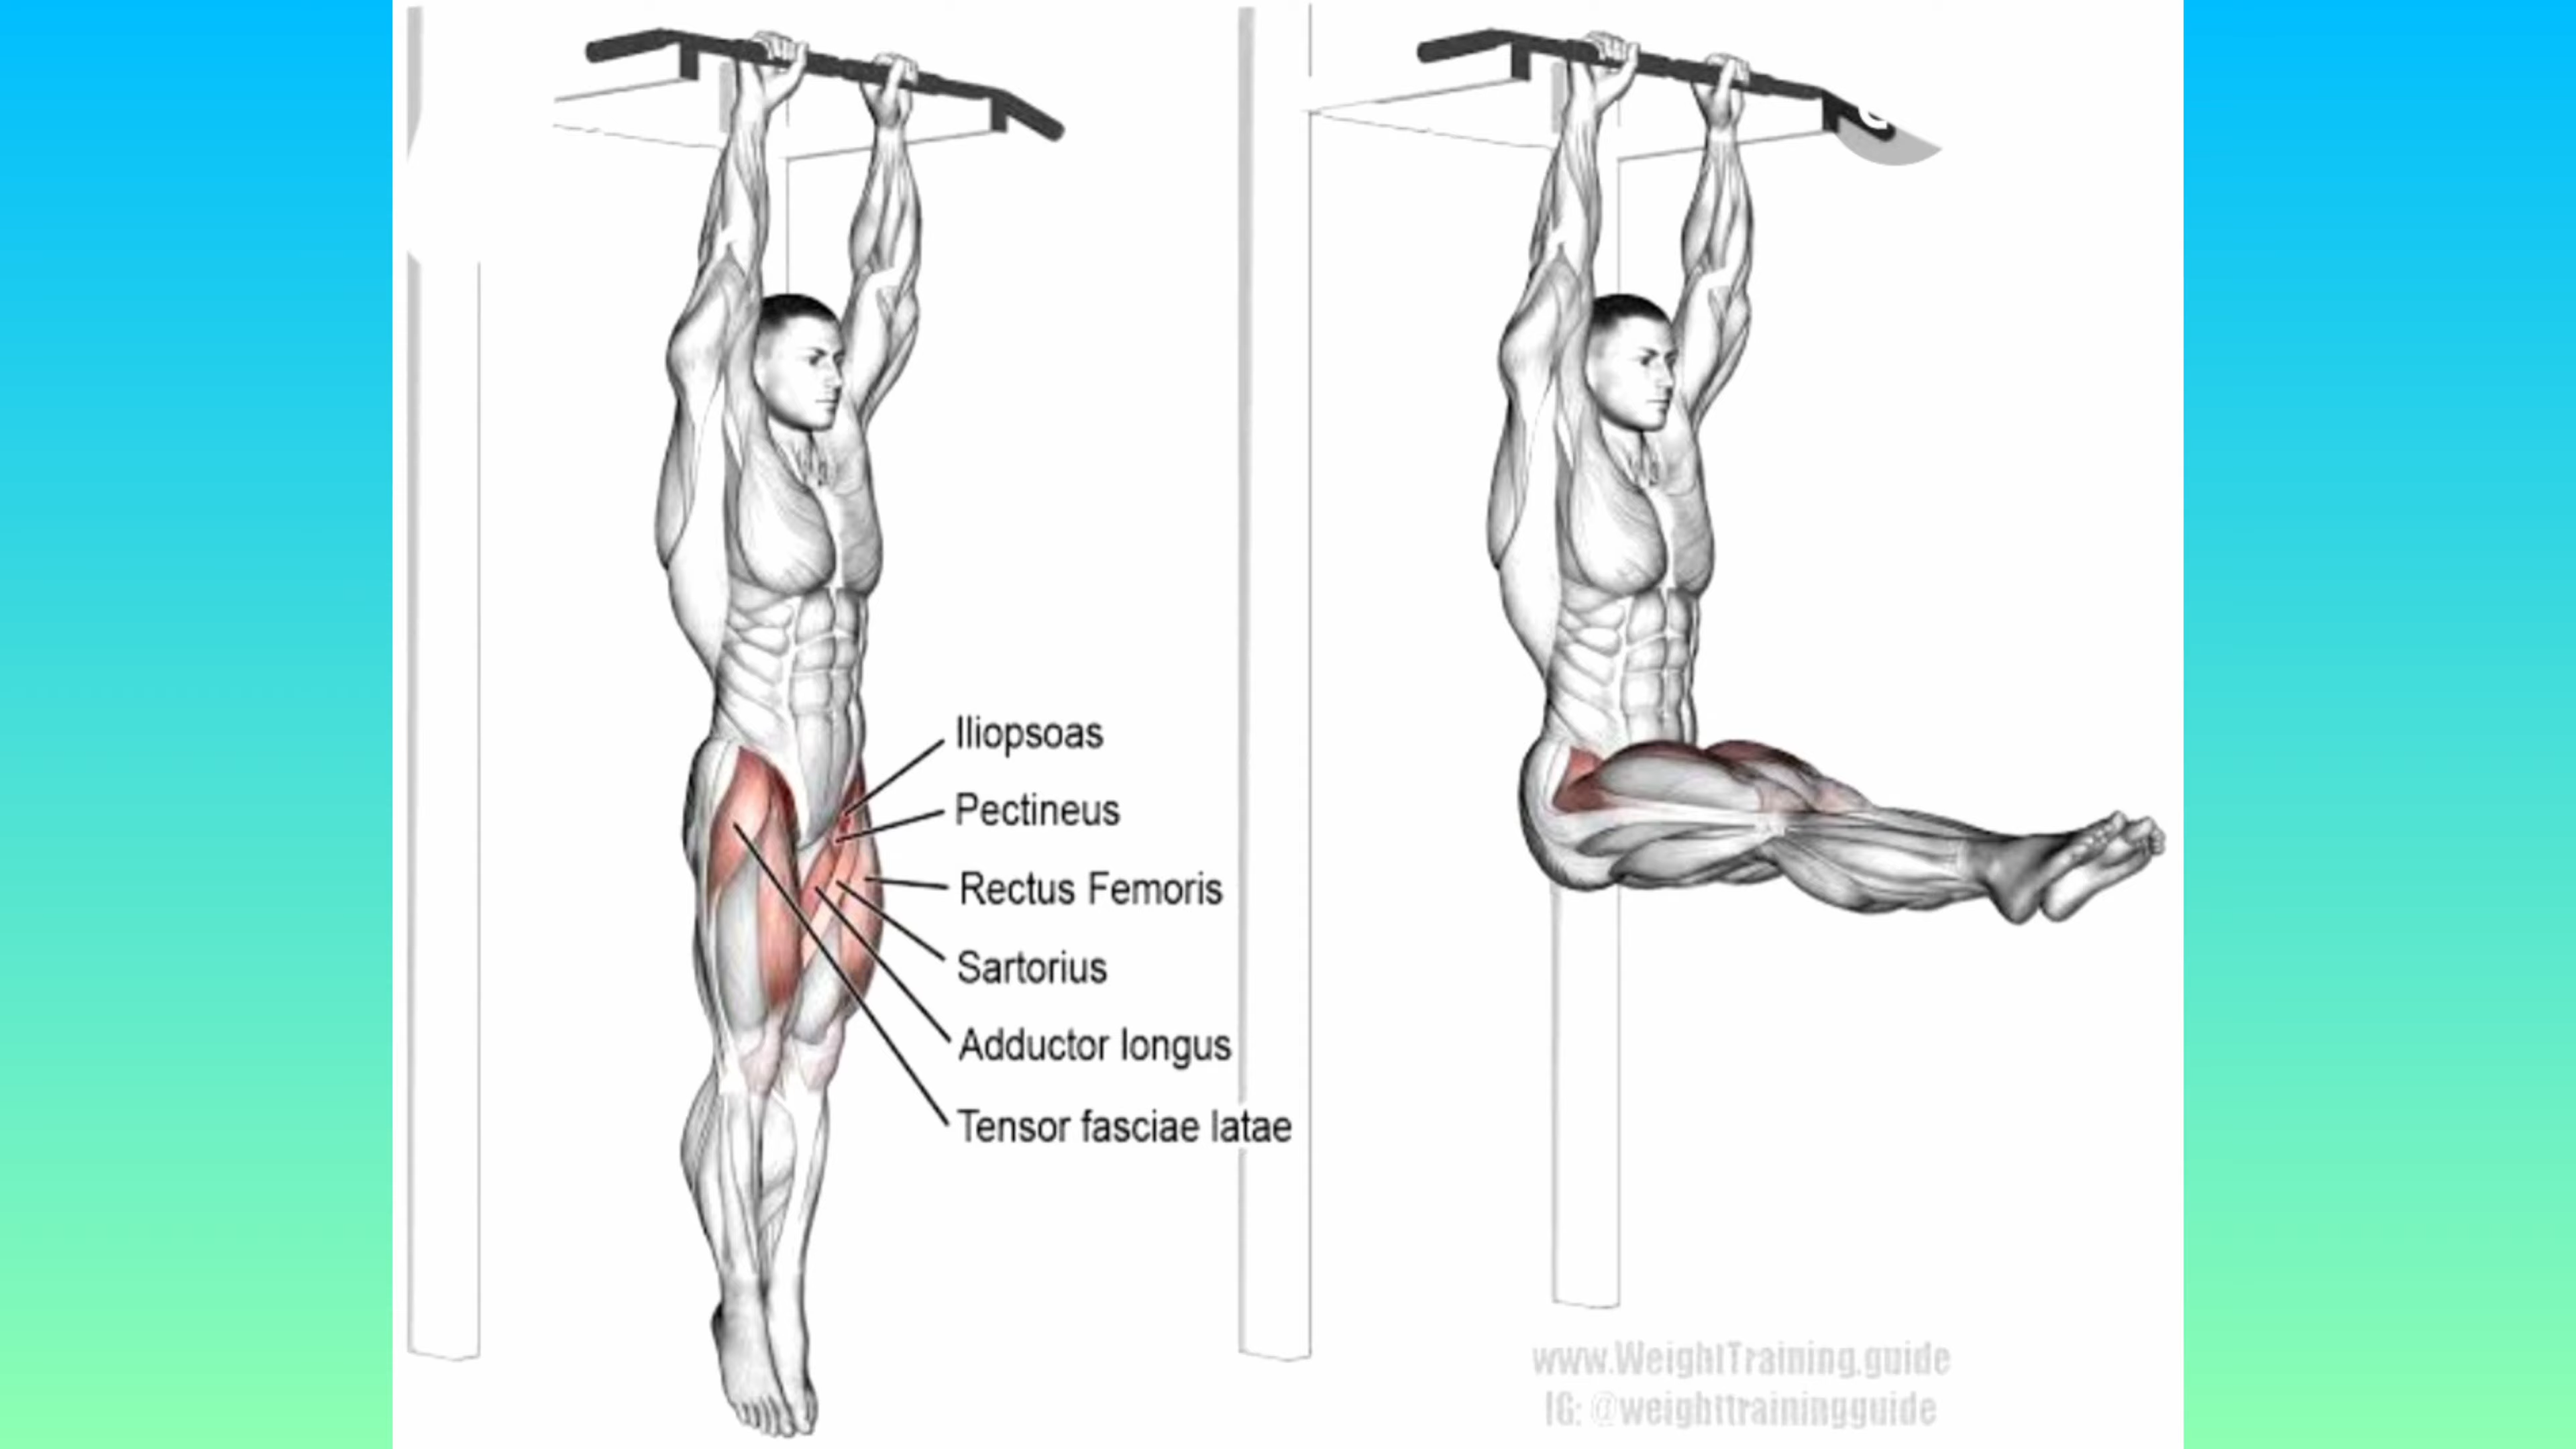 Iliopsoas
Pectineus
Rectus Femoris
Sartorius
Adductor longus
Tensor fasciae latae
www.WeightTraining.guide
IG: @weighttrainingguide